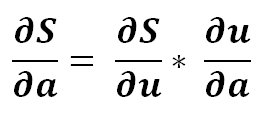 ∂S/∂a = ∂S/∂u * ∂u/∂a